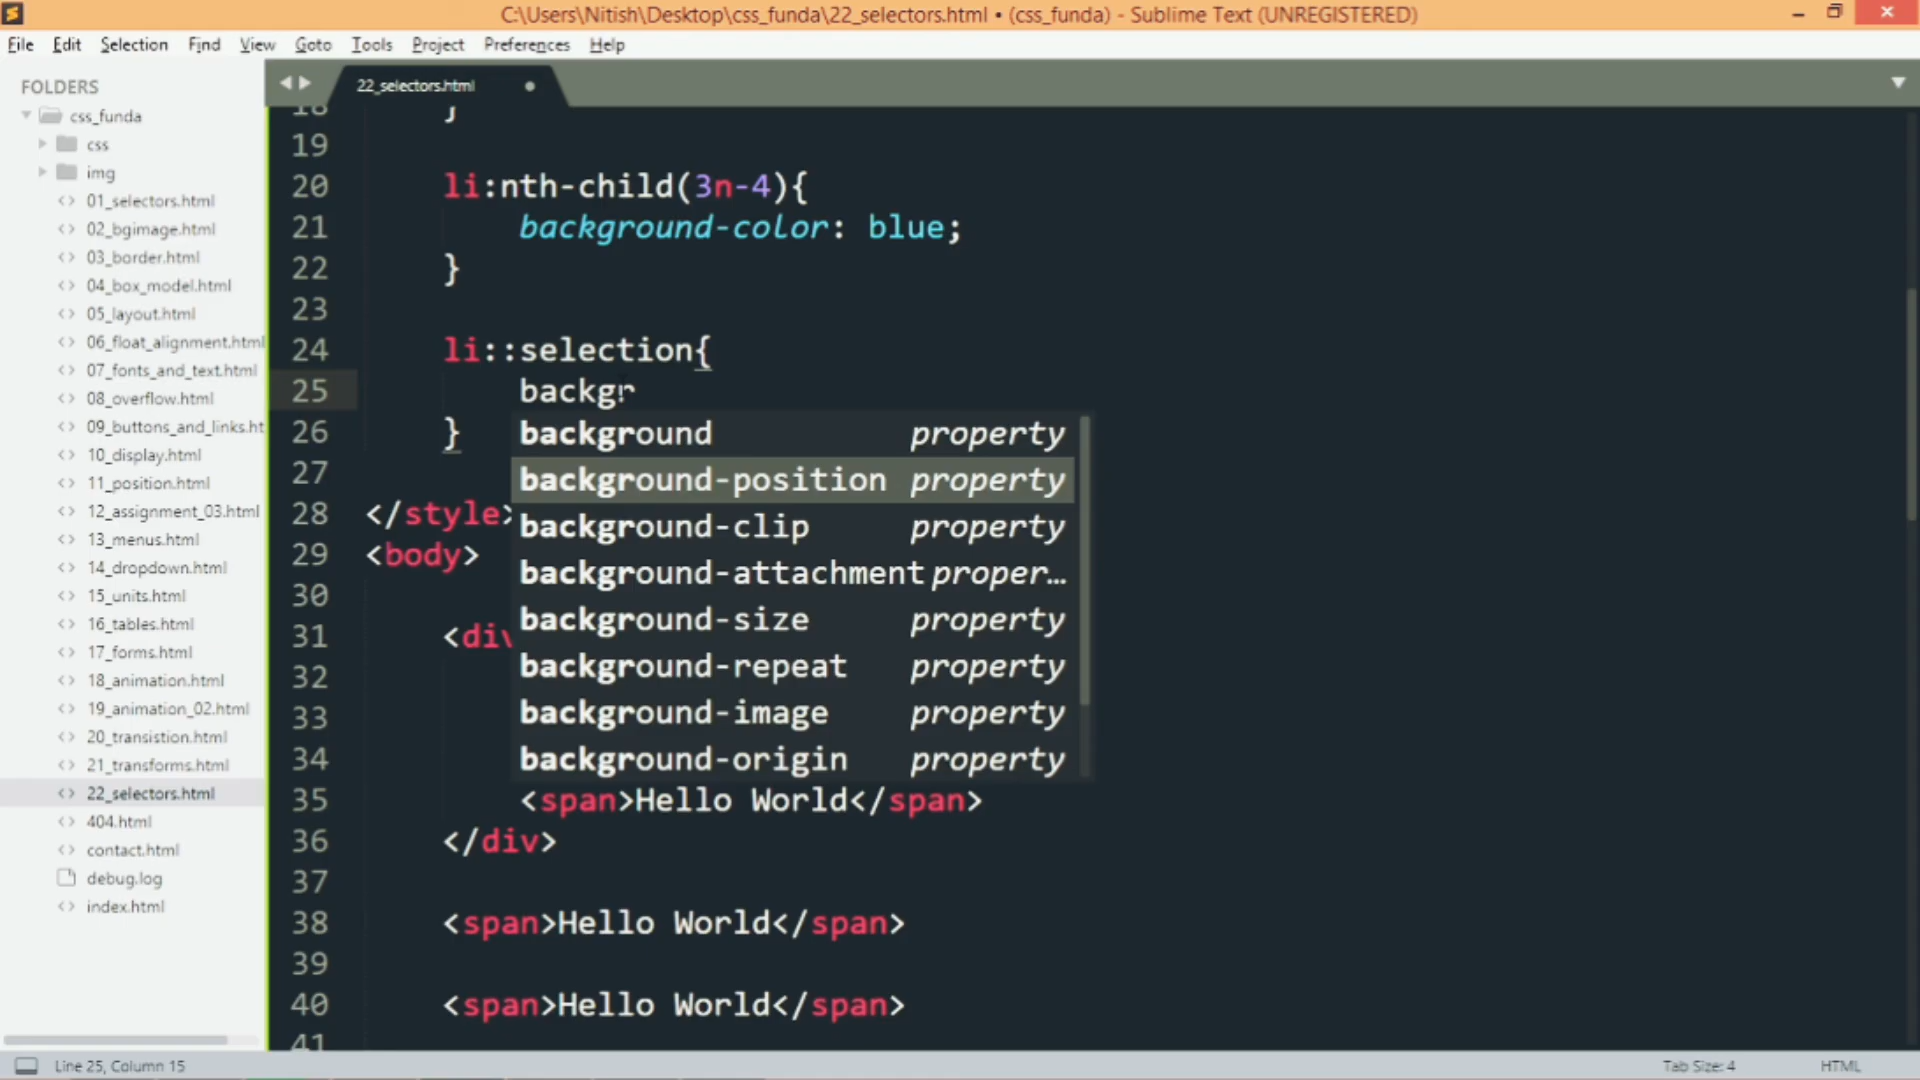 C:\Users\Nitish\Desktop\css_funda\22_selectors.html • (css_funda) - Sublime Text (UNREGISTERED)
File Edit Selection Find View Goto Tools Project Preferences Help
FOLDERS
css_funda
css
img
01_selectors.html
02_bgimage.html
03_border.html
04_box_model.html
05_layout.html
06_float_alignment.html
07_fonts_and_text.html
08_overflow.html
09_buttons_and_links.ht
10_display.html
11_position.html
12_assignment_03.html
13_menus.html
14_dropdown.html
15_units.html
16_tables.html
17_forms.html
18_animation.html
19_animation_02.html
20_transistion.html
21_transforms.html
22_selectors.html
404.html
contact.html
debug.log
index.html
22_selectors.html
18 }
19
20 li:nth-child(3n-4){
21 background-color: blue;
22 }
23
24 li::selection{
25 backgr
26 }
27
28 </style>
29 <body>
30
31 <div
32
33
34
35 <span>Hello World</span>
36 </div>
37
38 <span>Hello World</span>
39
40 <span>Hello World</span>
41
background property
background-position property
background-clip property
background-attachment proper…
background-size property
background-repeat property
background-image property
background-origin property
Line 25, Column 15
Tab Size: 4
HTML